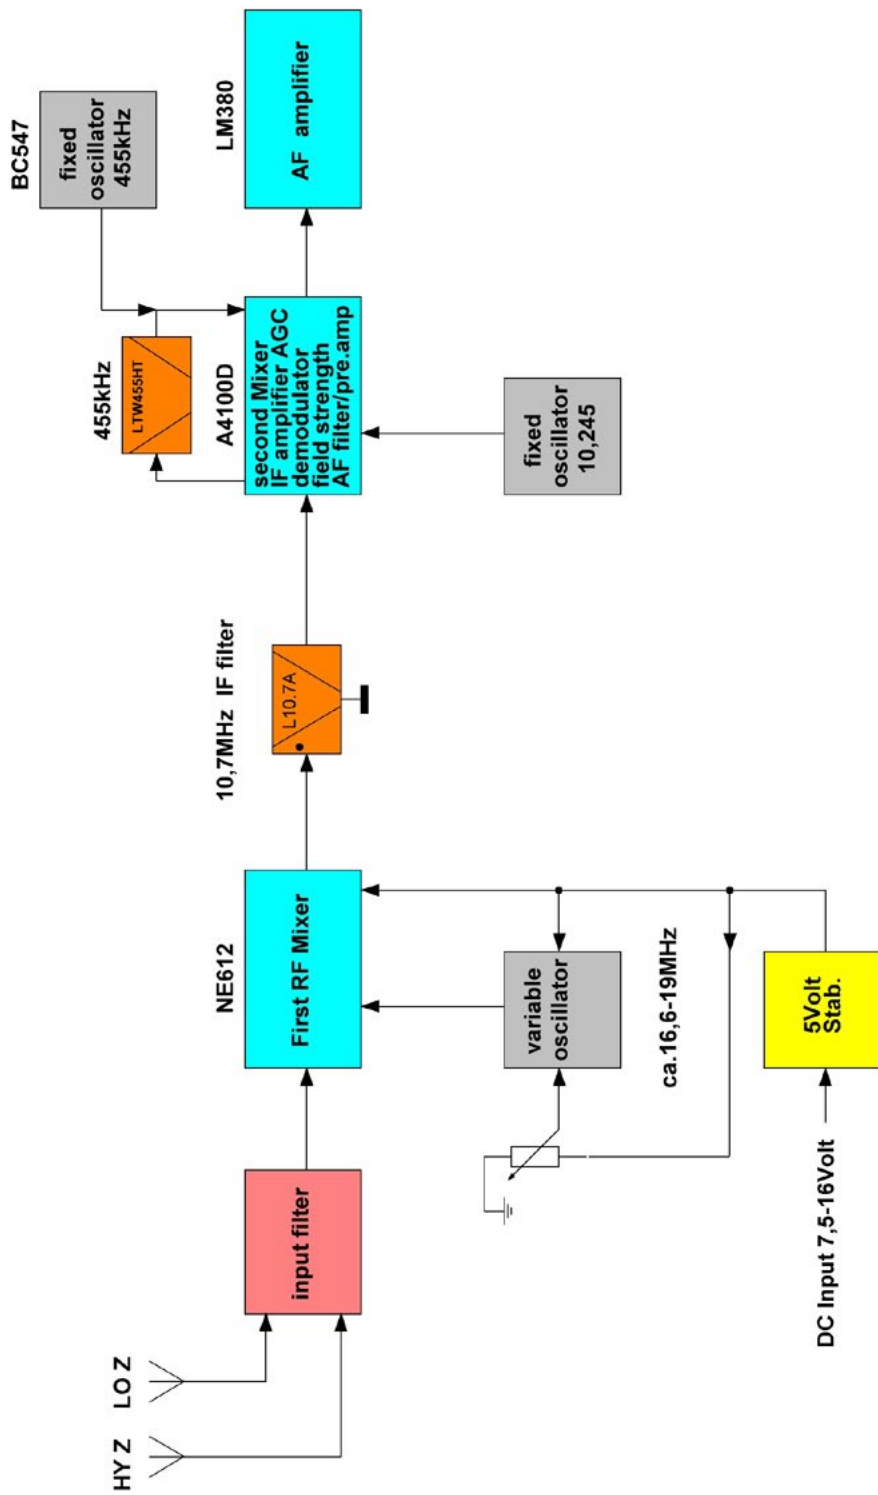 HY Z
LO Z
input filter
NE612
First RF Mixer
10,7MHz  IF filter
L10.7A
455kHz
LTW455HT
A4100D
second Mixer
IF amplifier AGC
demodulator
field strength
AF filter/pre.amp
BC547
fixed
oscillator
455kHz
LM380
AF  amplifier
variable
oscillator
ca.16,6-19MHz
fixed
oscillator
10,245
DC Input 7,5-16Volt
5Volt
Stab.